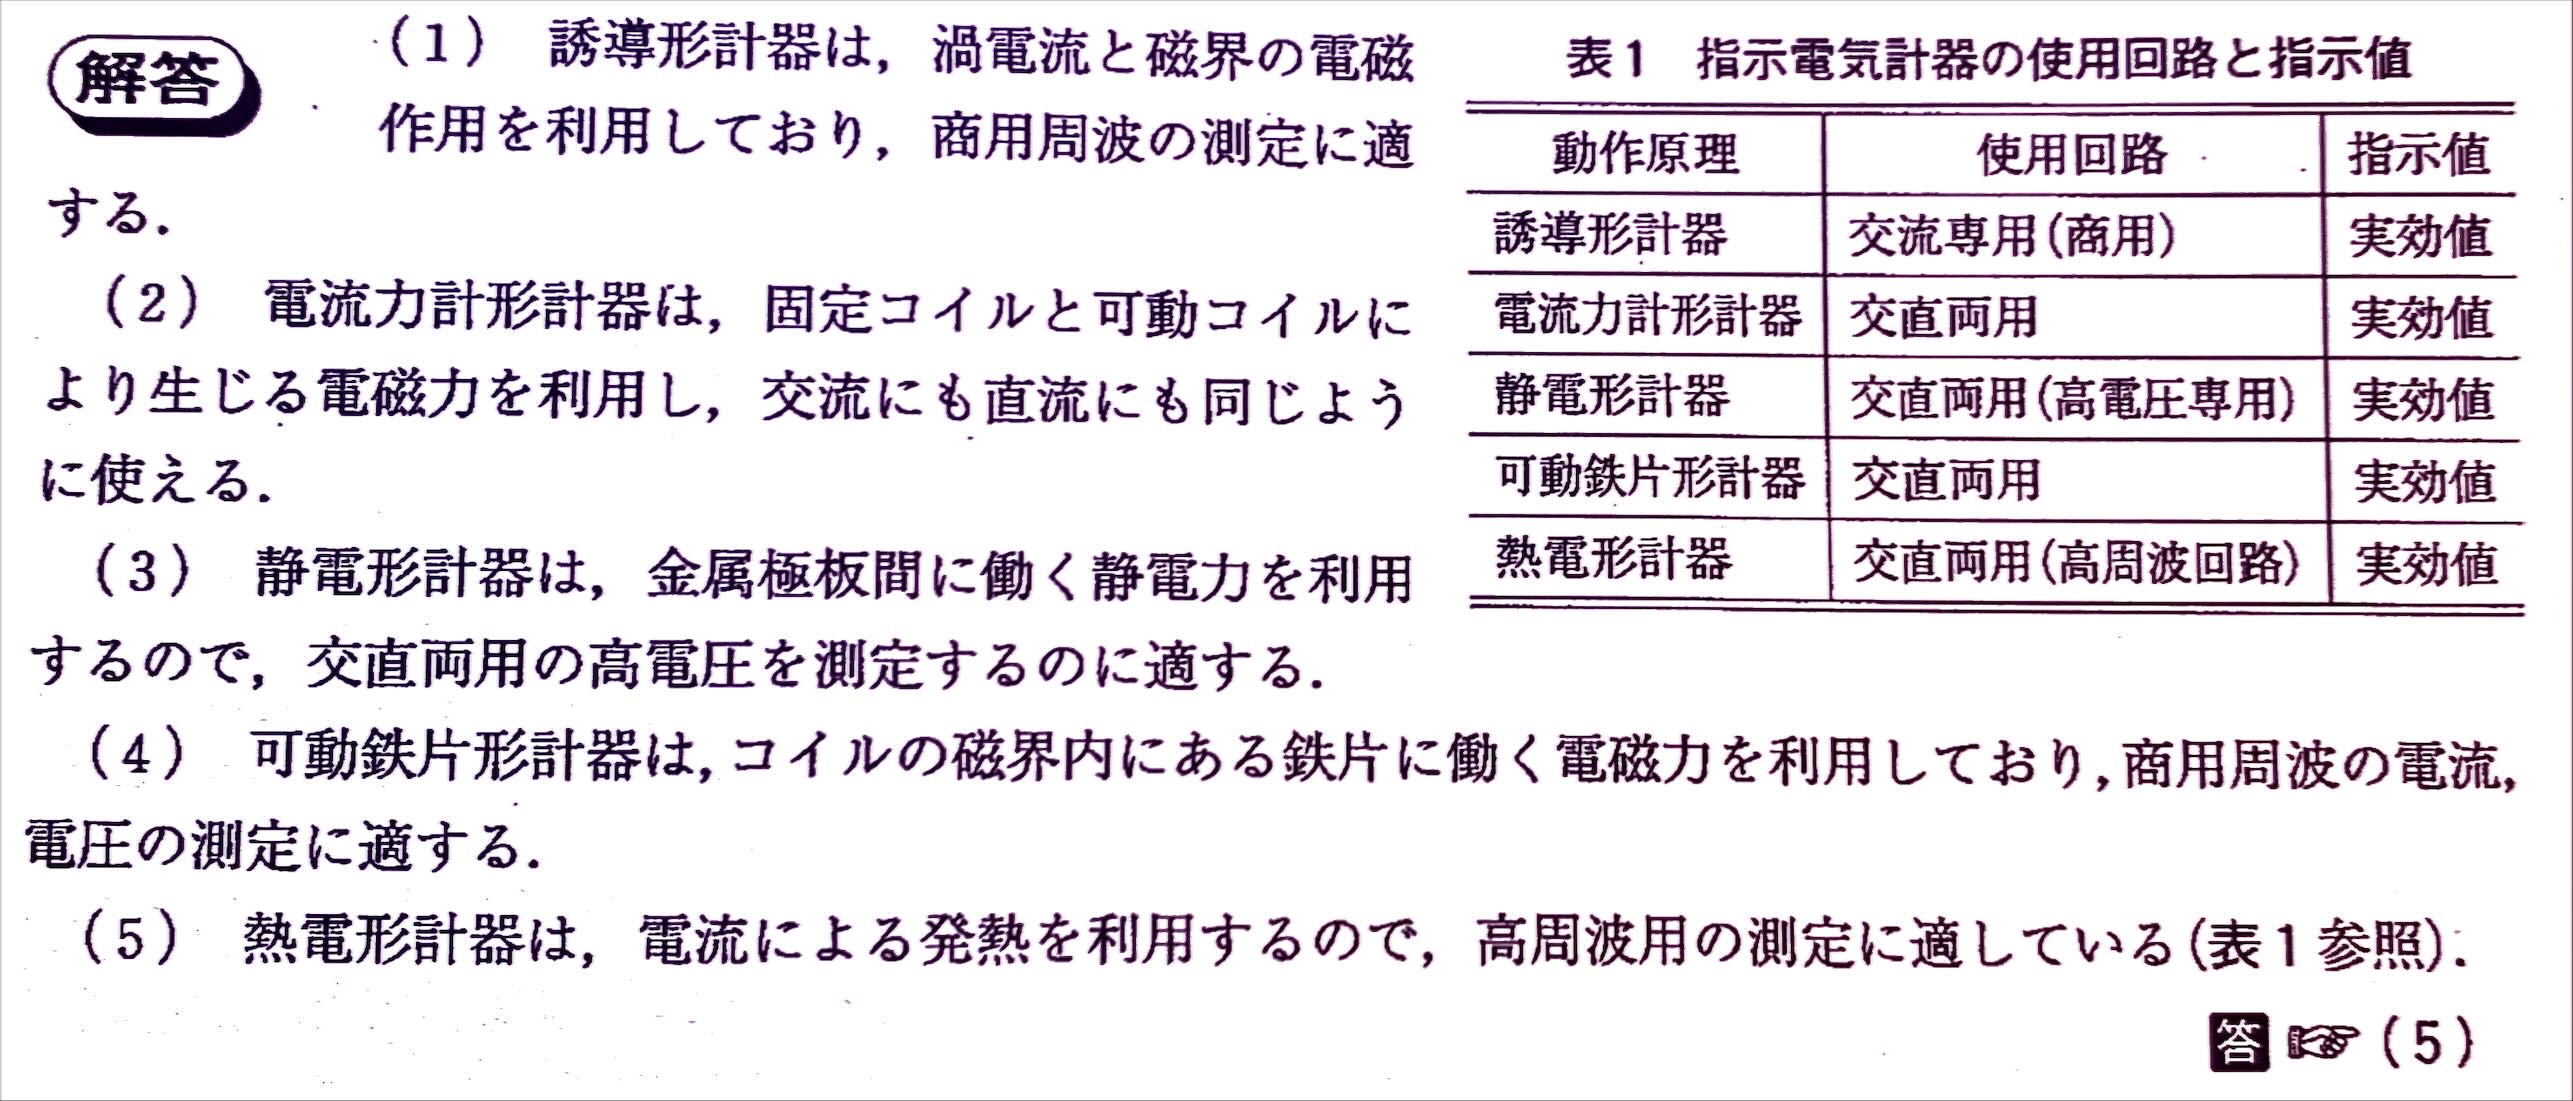 解答
(1) 誘導形計器は，渦電流と磁界の電磁
作用を利用しており，商用周波の測定に適
する．
(2) 電流力計形計器は，固定コイルと可動コイルに
より生じる電磁力を利用し，交流にも直流にも同じよう
に使える．
(3) 静電形計器は，金属極板間に働く静電力を利用
するので，交直両用の高電圧を測定するのに適する．
(4) 可動鉄片形計器は，コイルの磁界内にある鉄片に働く電磁力を利用しており，商用周波の電流，
電圧の測定に適する．
(5) 熱電形計器は，電流による発熱を利用するので，高周波用の測定に適している(表1参照)．
答 ☞ (5)
表1 指示電気計器の使用回路と指示値
動作原理 使用回路 指示値
誘導形計器 交流専用(商用) 実効値
電流力計形計器 交直両用 実効値
静電形計器 交直両用(高電圧専用) 実効値
可動鉄片形計器 交直両用 実効値
熱電形計器 交直両用(高周波回路) 実効値